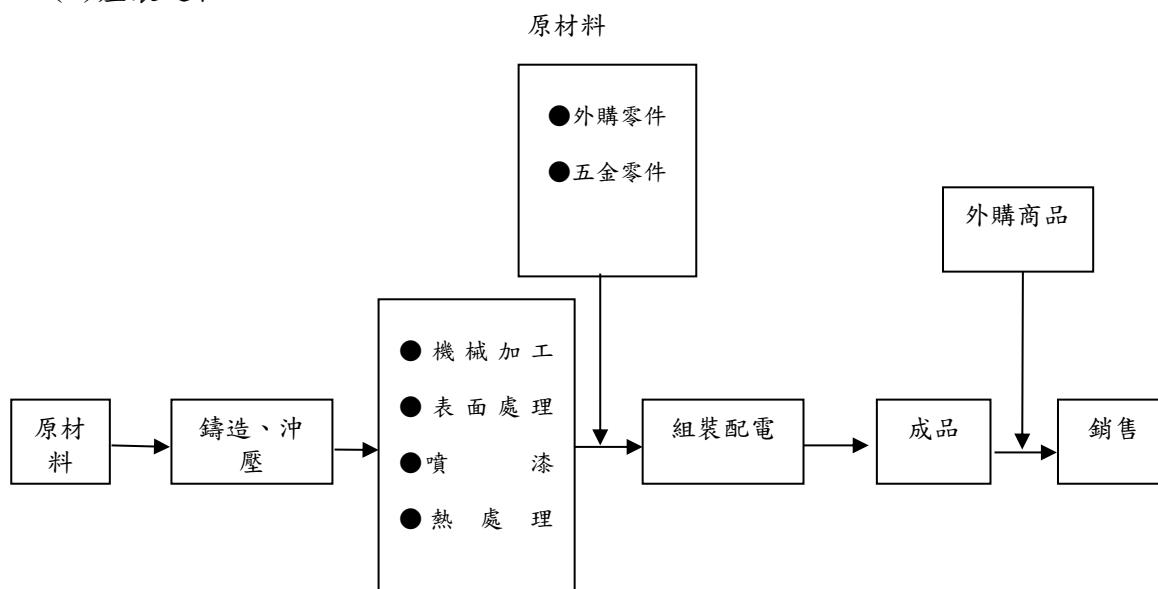 原材料
●外購零件
●五金零件
外購商品
●機械加工
●表面處理
●噴漆
●熱處理
原材
料
鑄造、沖
壓
組裝配電
成品
銷售